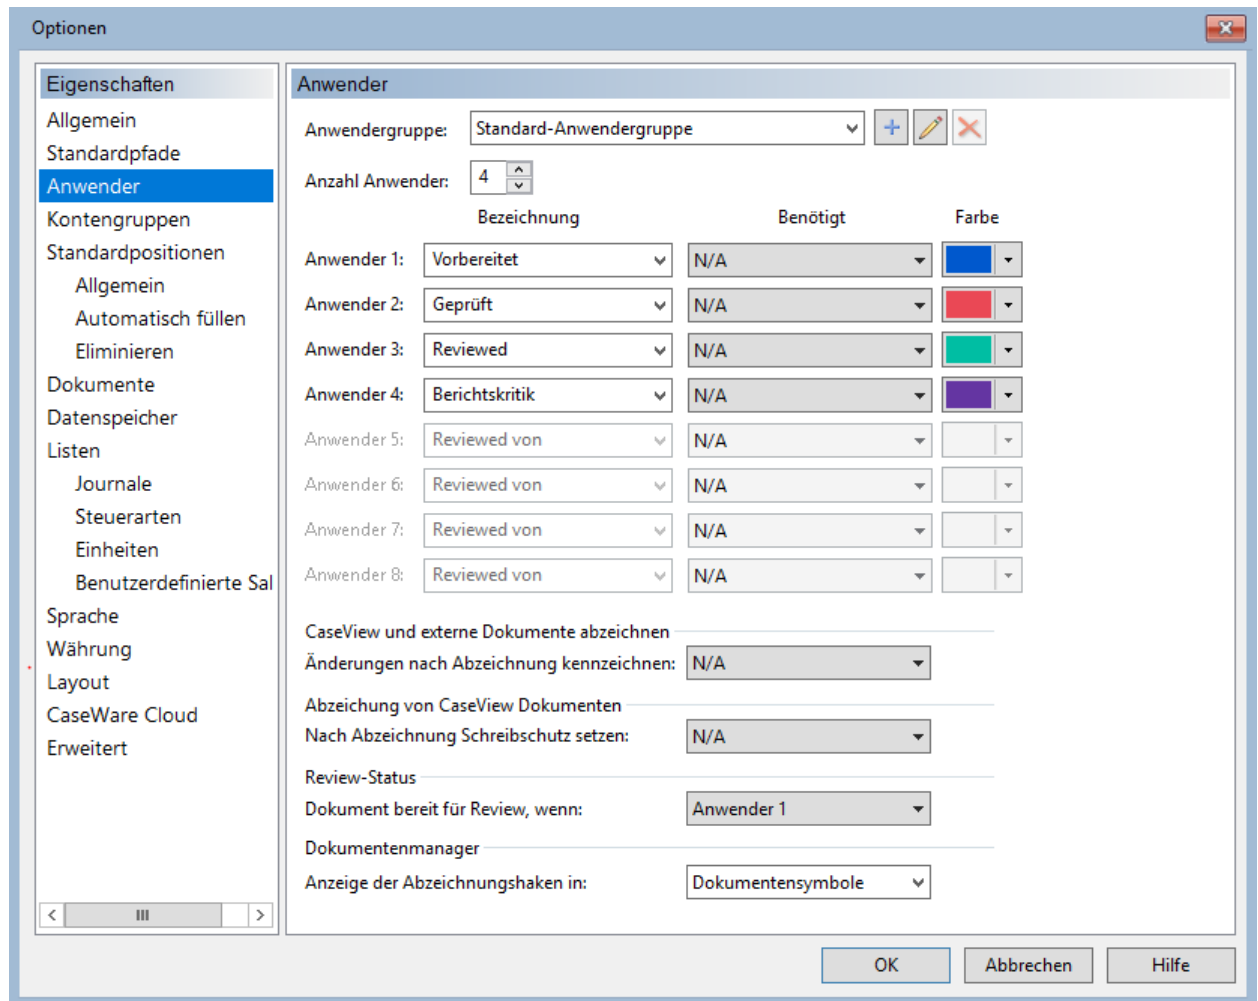 Optionen
Eigenschaften
Allgemein
Standardpfade
Anwender
Kontengruppen
Standardpositionen
Allgemein
Automatisch füllen
Eliminieren
Dokumente
Datenspeicher
Listen
Journale
Steuerarten
Einheiten
Benutzerdefinierte Sal
Sprache
Währung
Layout
CaseWare Cloud
Erweitert
Anwender
Anwendergruppe: Standard-Anwendergruppe
Anzahl Anwender: 4
Bezeichnung Benötigt Farbe
Anwender 1: Vorbereitet N/A
Anwender 2: Geprüft N/A
Anwender 3: Reviewed N/A
Anwender 4: Berichtskritik N/A
Anwender 5: Reviewed von N/A
Anwender 6: Reviewed von N/A
Anwender 7: Reviewed von N/A
Anwender 8: Reviewed von N/A
CaseView und externe Dokumente abzeichnen
Änderungen nach Abzeichnung kennzeichnen: N/A
Abzeichung von CaseView Dokumenten
Nach Abzeichnung Schreibschutz setzen: N/A
Review-Status
Dokument bereit für Review, wenn: Anwender 1
Dokumentenmanager
Anzeige der Abzeichnungshaken in: Dokumentensymbole
OK Abbrechen Hilfe